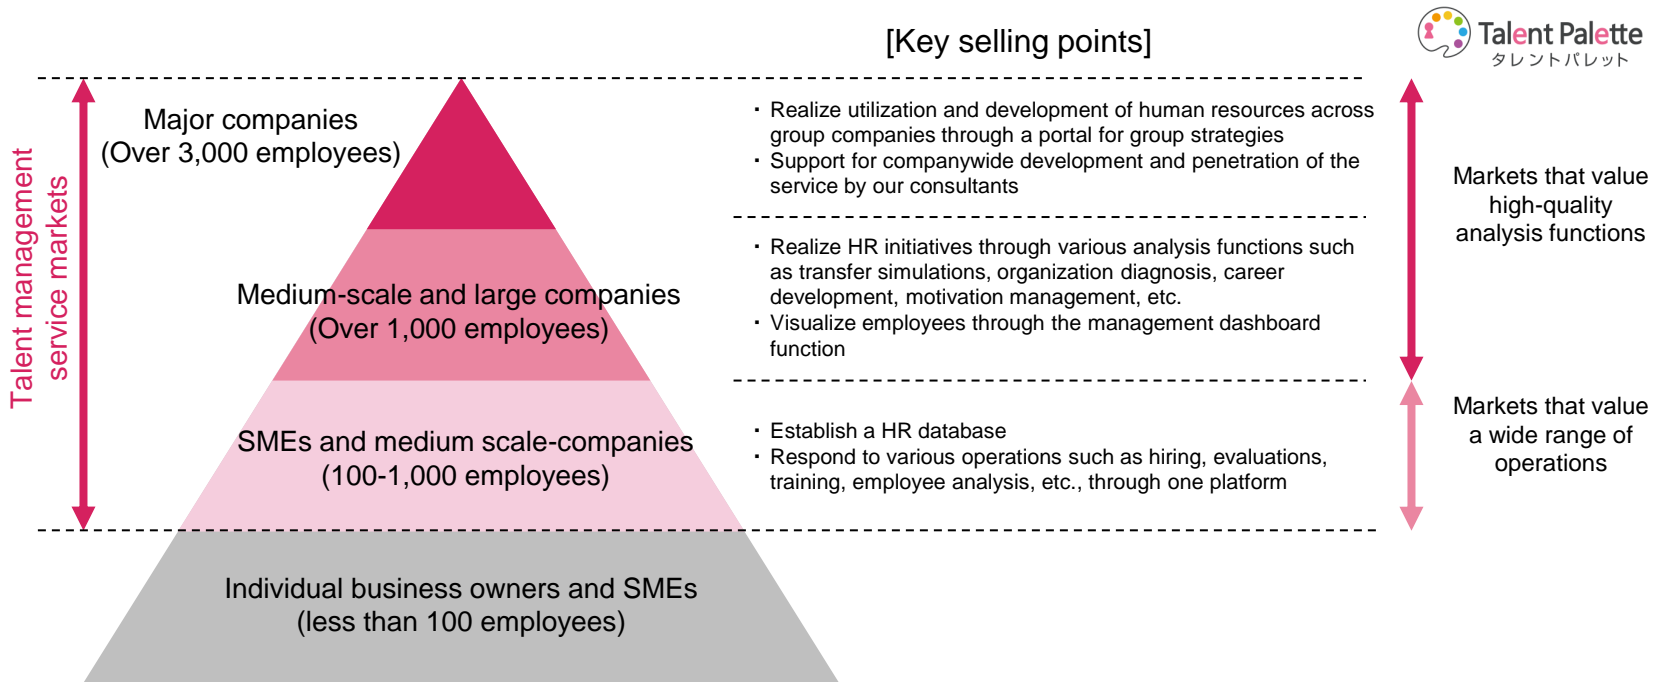 [Key selling points]
Talent Palette
タレントパレット
Talent management
service markets
Major companies
(Over 3,000 employees)
・Realize utilization and development of human resources across
group companies through a portal for group strategies
・Support for companywide development and penetration of the
service by our consultants
Markets that value
high-quality
analysis functions
Medium-scale and large companies
(Over 1,000 employees)
・Realize HR initiatives through various analysis functions such
as transfer simulations, organization diagnosis, career
development, motivation management, etc.
・Visualize employees through the management dashboard
function
SMEs and medium scale-companies
(100-1,000 employees)
・Establish a HR database
・Respond to various operations such as hiring, evaluations,
training, employee analysis, etc., through one platform
Markets that value
a wide range of
operations
Individual business owners and SMEs
(less than 100 employees)